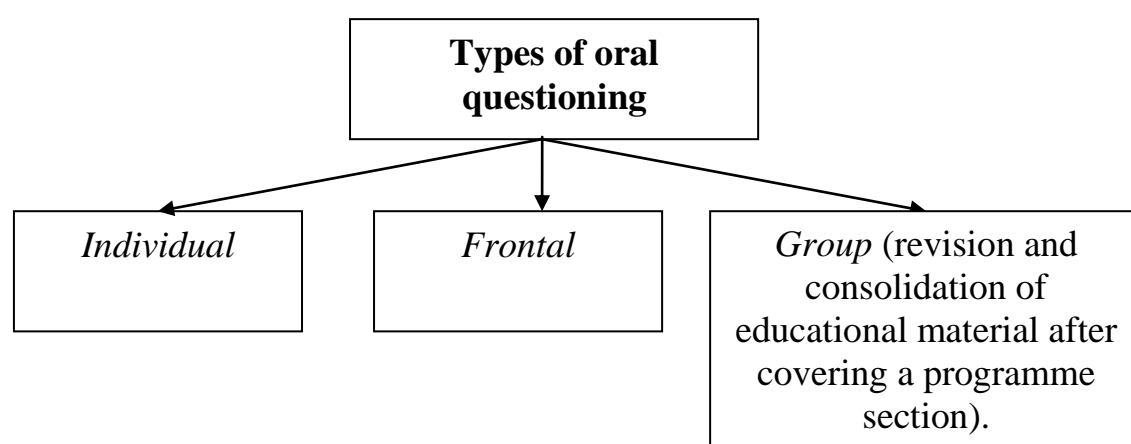 Types of oral
questioning
Individual
Frontal
Group (revision and
consolidation of
educational material after
covering a programme
section).